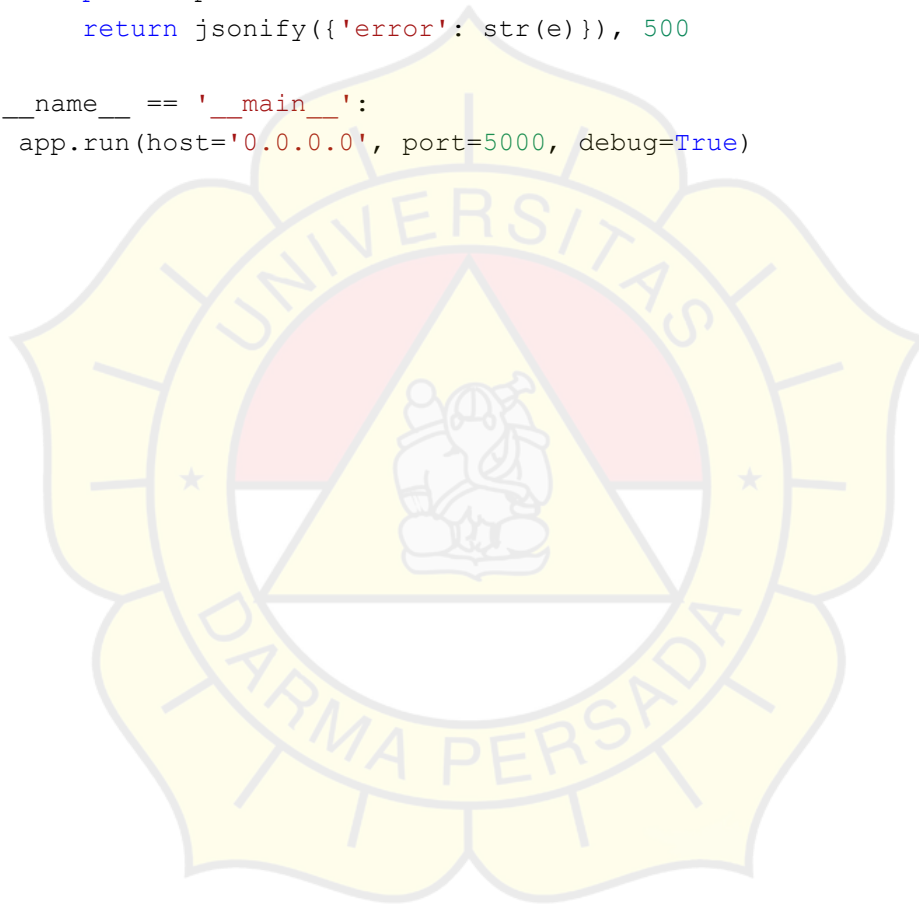 return jsonify({'error': str(e)}), 500
__name__ == '__main__':
app.run(host='0.0.0.0', port=5000, debug=True)
UNIVERSITAS
DARMA PERSADA